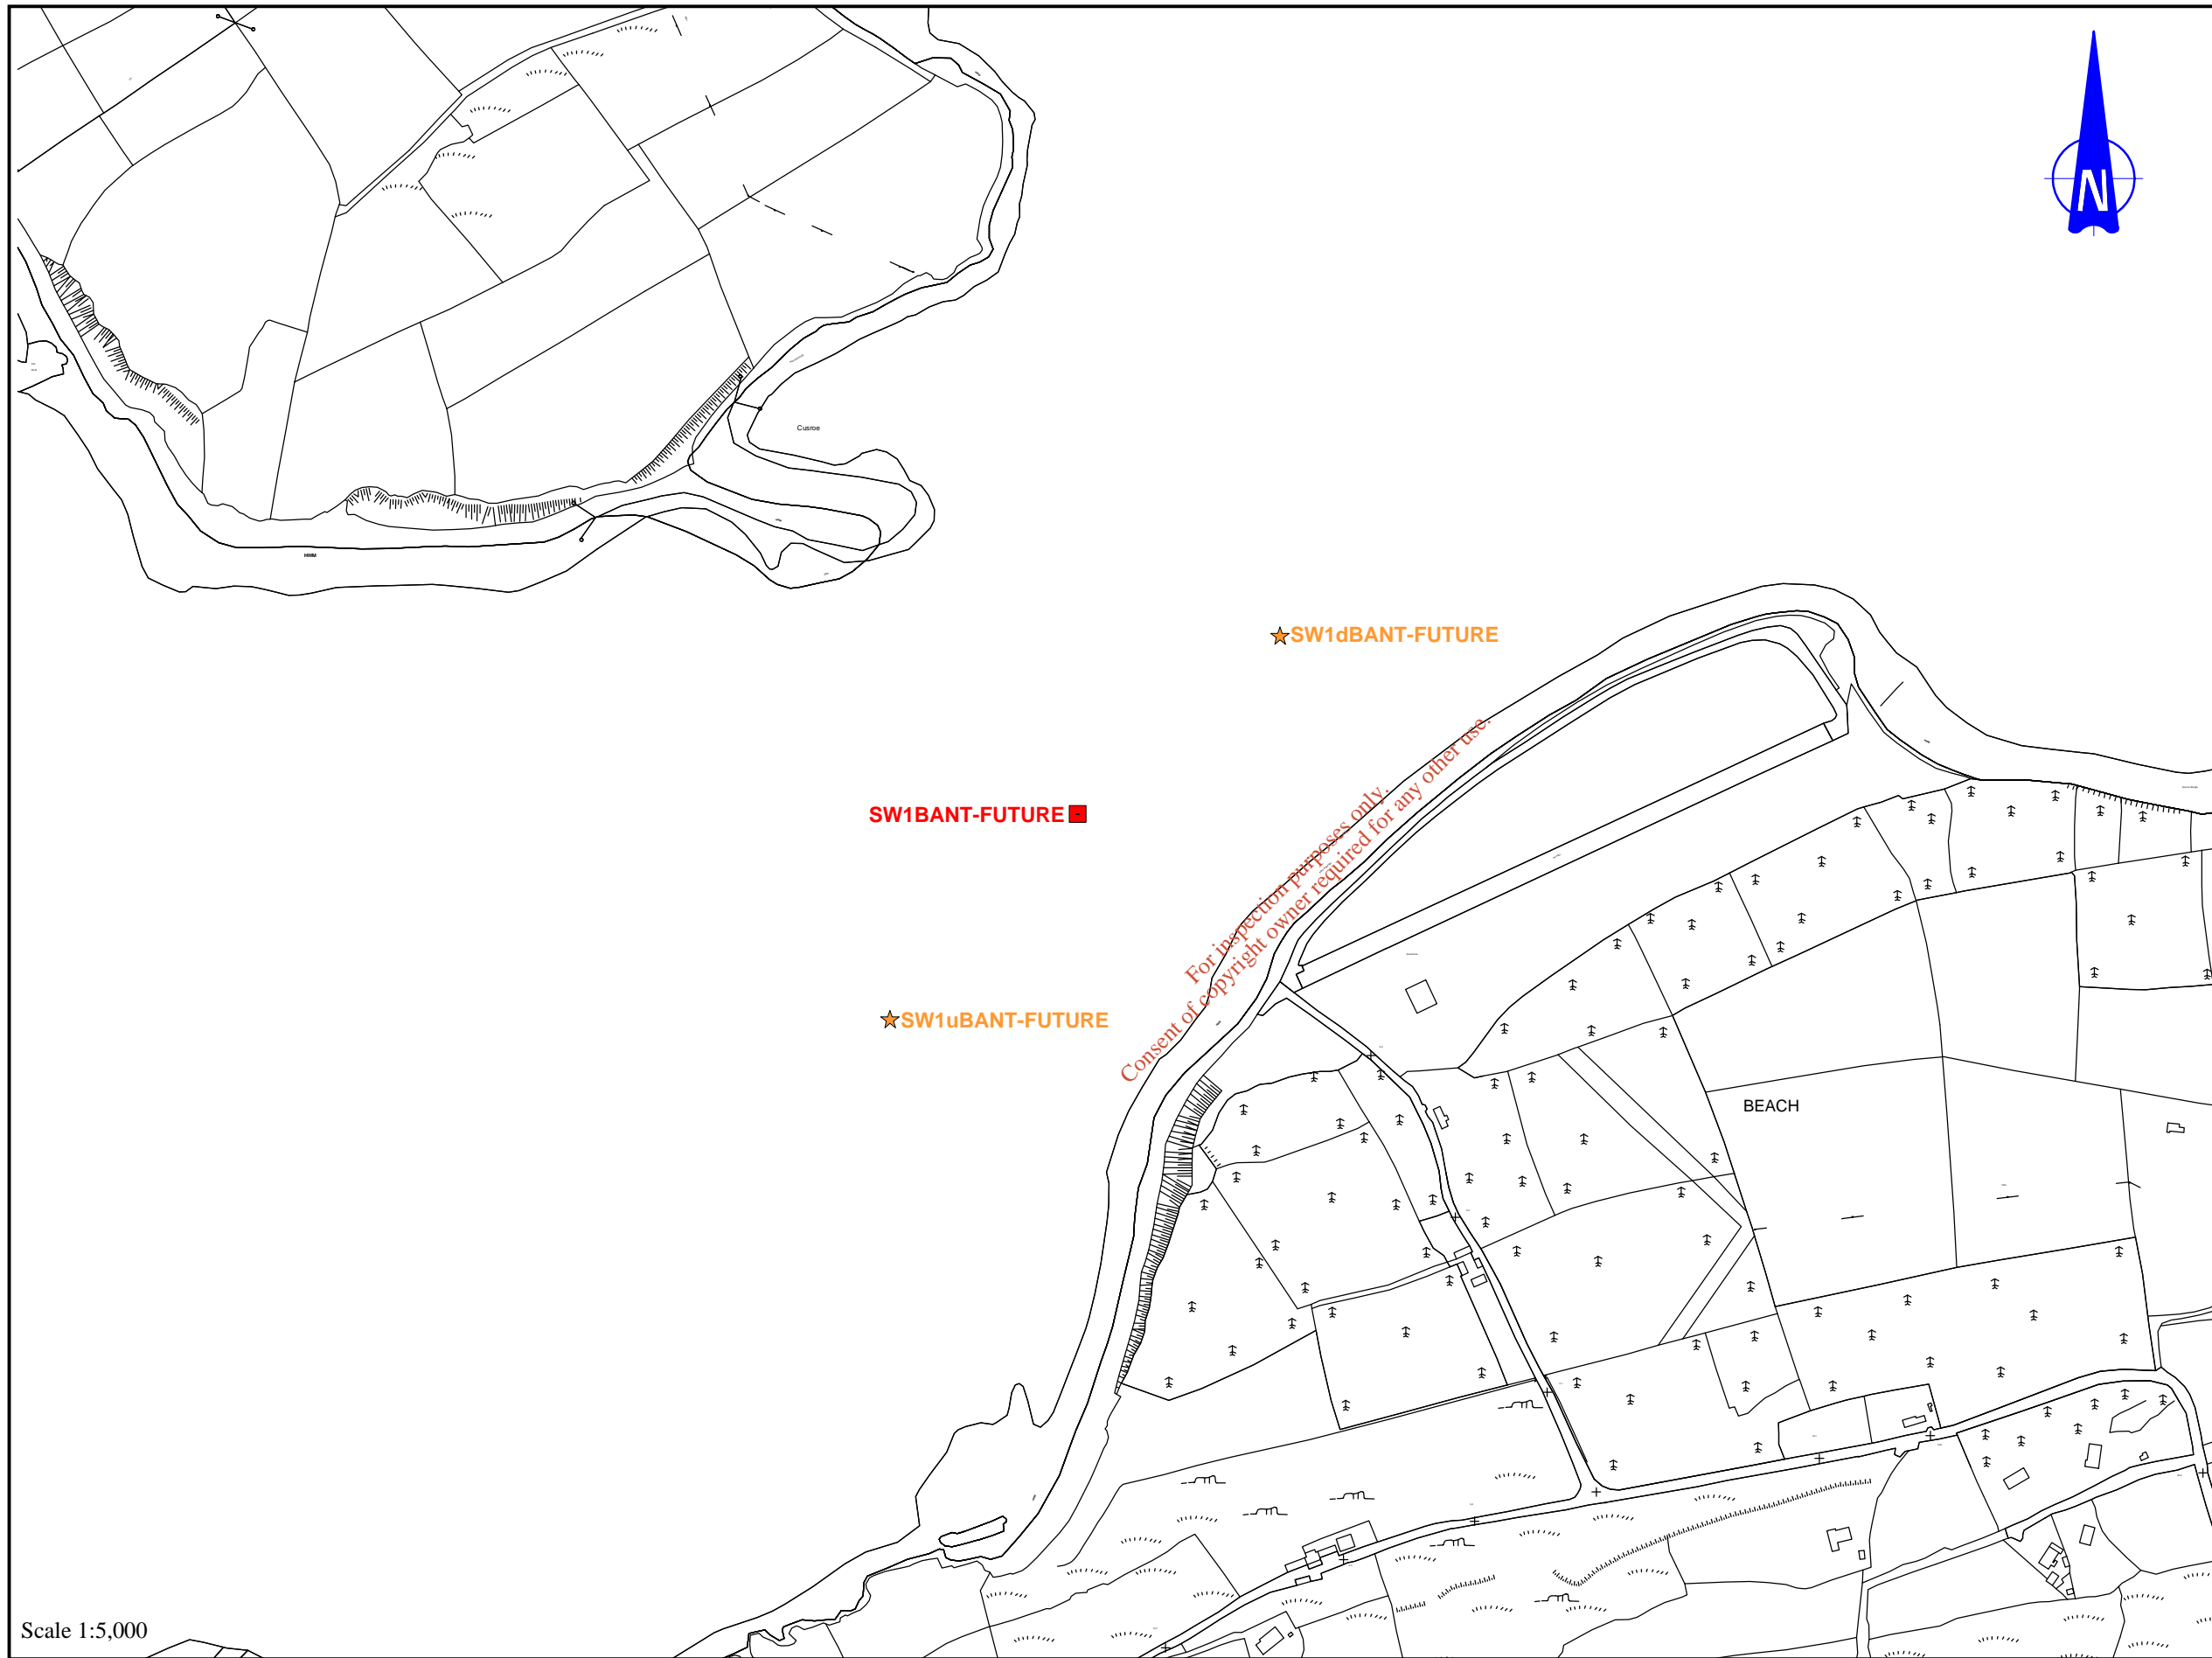 N
Cusroe
HWM
SW1dBANT-FUTURE
SW1BANT-FUTURE
SW1uBANT-FUTURE
For inspection purposes only.
Consent of copyright owner required for any other use.
BEACH
Scale 1:5,000